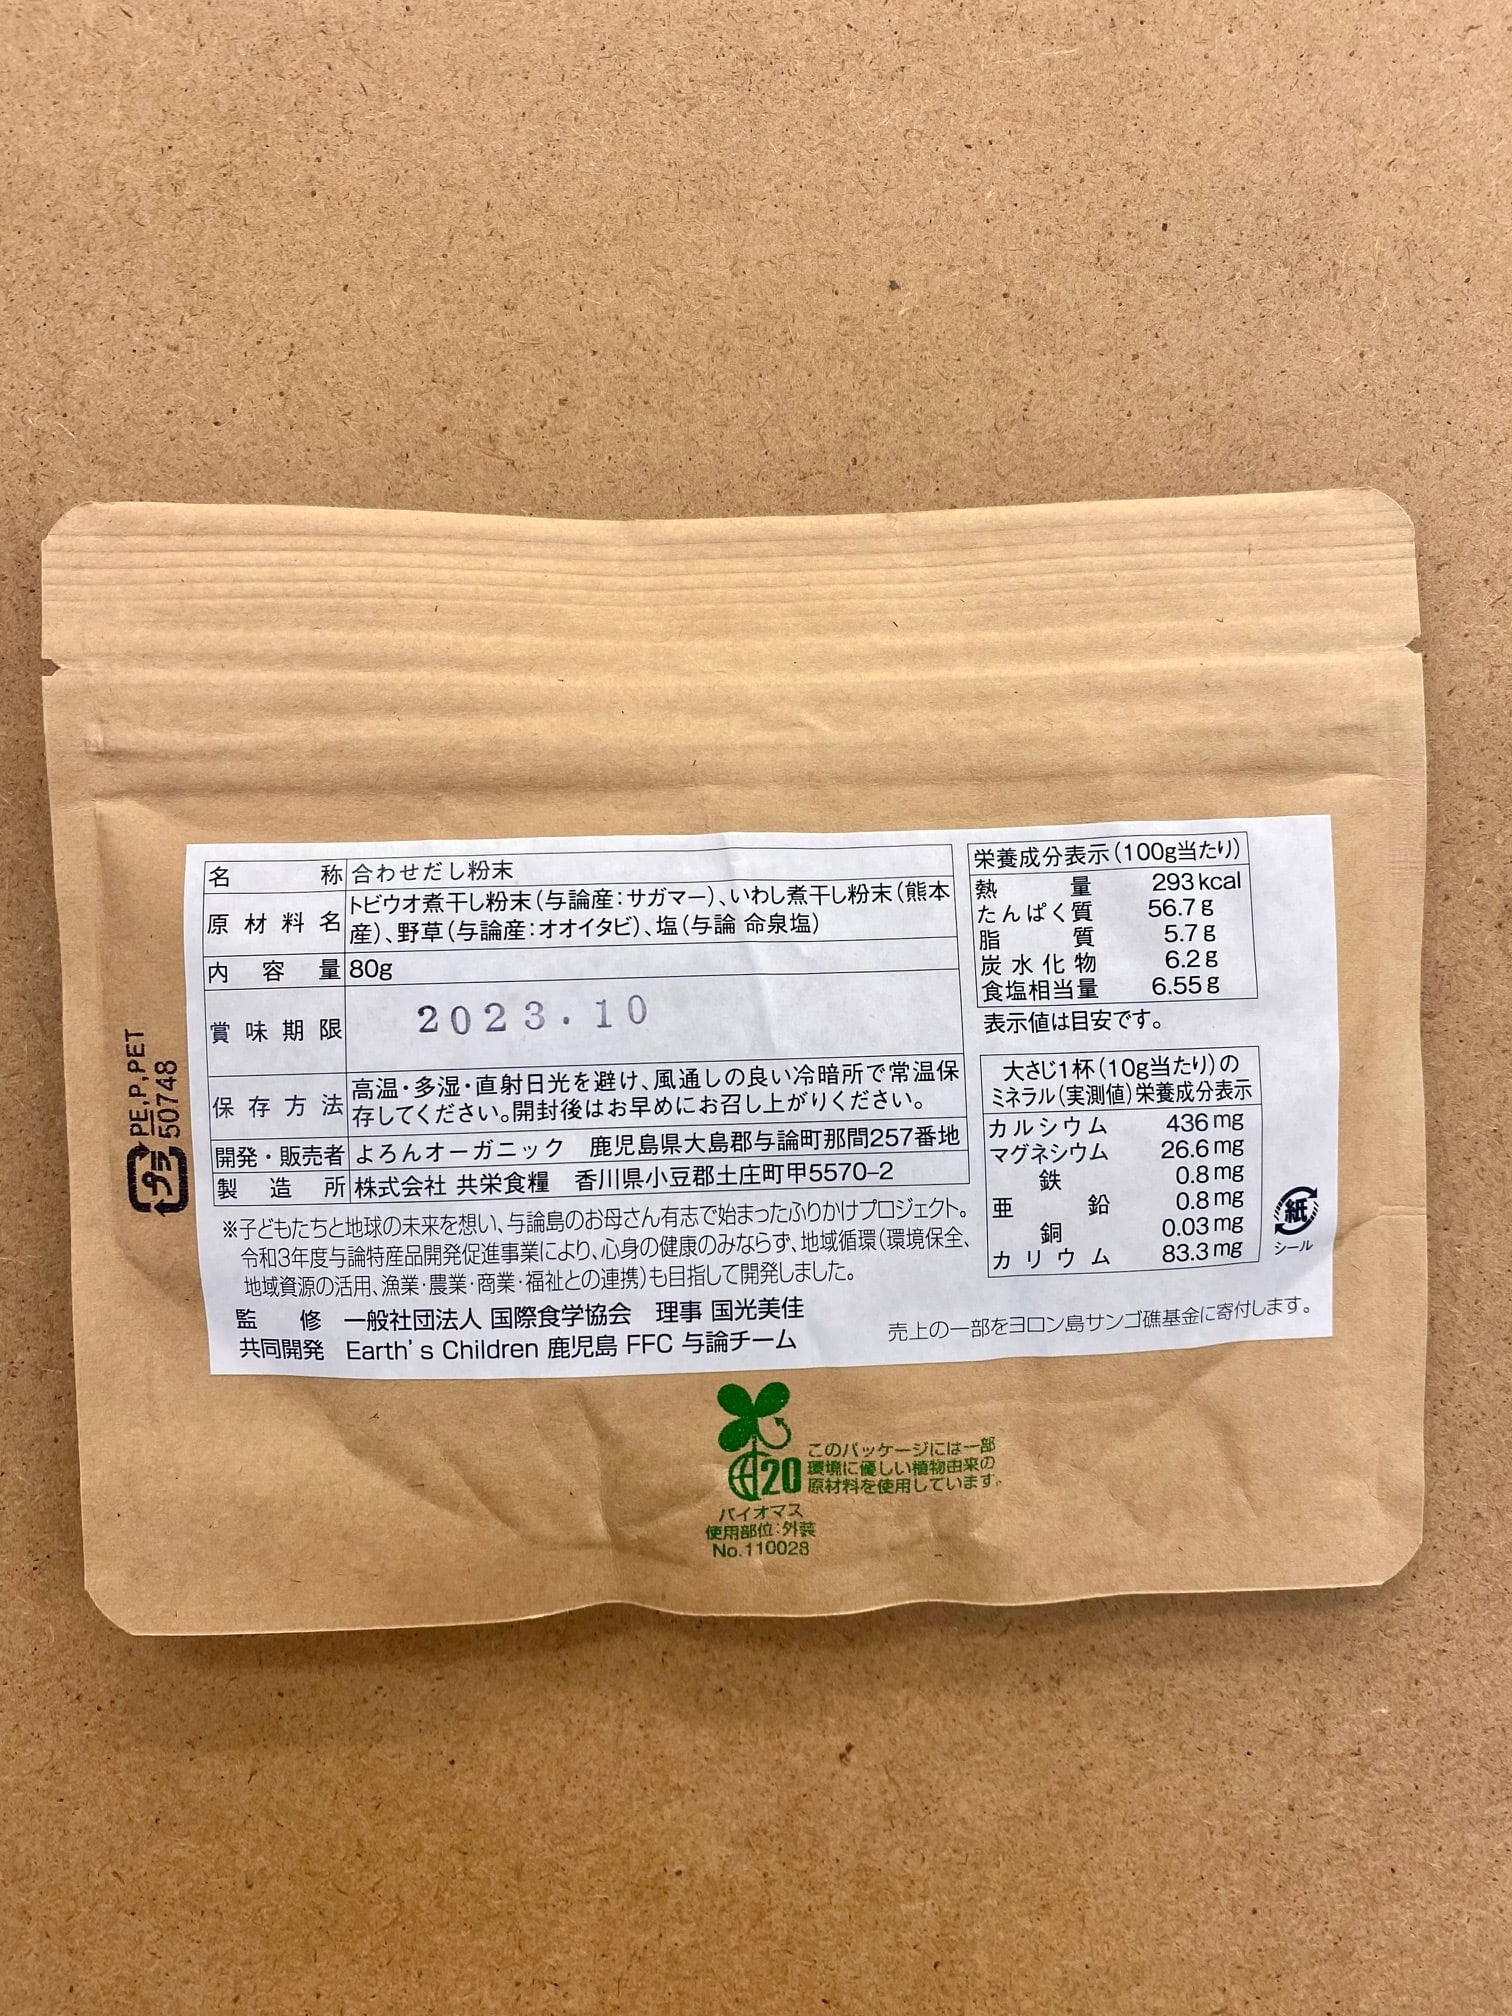 名称 合わせだし粉末
原材料名 トビウオ煮干し粉末(与論産:サガマー)、いわし煮干し粉末(熊本
産)、野草(与論産:オオイタビ)、塩(与論 命泉塩)
内容量 80g
賞味期限 2023.10
保存方法 高温・多湿・直射日光を避け、風通しの良い冷暗所で常温保
存してください。開封後はお早めにお召し上がりください。
開発・販売者 よろんオーガニック 鹿児島県大島郡与論町那間257番地
製造所 株式会社 共栄食糧 香川県小豆郡土庄町甲5570-2
※子どもたちと地球の未来を想い、与論島のお母さん有志で始まったふりかけプロジェクト。
令和3年度与論特産品開発促進事業により、心身の健康のみならず、地域循環(環境保全、
地域資源の活用、漁業・農業・商業・福祉との連携)も目指して開発しました。
監修 一般社団法人 国際食学協会 理事 国光美佳
共同開発 Earth's Children 鹿児島 FFC 与論チーム
栄養成分表示(100g当たり)
熱量 293kcal
たんぱく質 56.7g
脂質 5.7g
炭水化物 6.2g
食塩相当量 6.55g
表示値は目安です。
大さじ1杯(10g当たり)の
ミネラル(実測値)栄養成分表示
カルシウム 436mg
マグネシウム 26.6mg
鉄 0.8mg
亜鉛 0.8mg
銅 0.03mg
カリウム 83.3mg
紙
シール
売上の一部をヨロン島サンゴ礁基金に寄付します。
プラ
PE,P,PET
50748
20
このパッケージには一部
環境に優しい植物由来の
原材料を使用しています。
バイオマス
使用部位:外装
No.110028